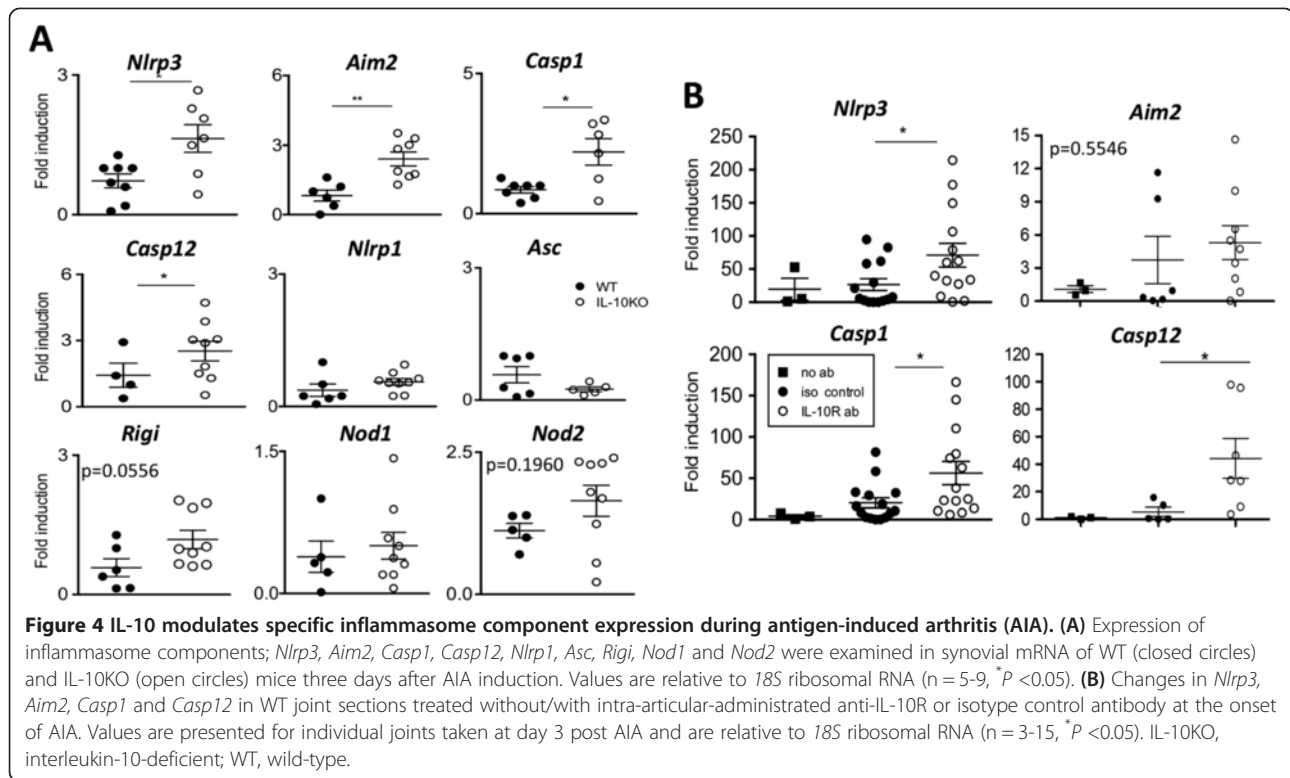 A
Nlrp3
Aim2
Casp1
Fold induction
3
0
*
6
3
0
**
5
0
*
Casp12
Nlrp1
Asc
Fold induction
6
3
0
*
3
0
3
0
WT
IL-10KO
Rigi
Nod1
Nod2
Fold induction
3
0
p=0.0556
1.5
0.0
2.5
0.0
p=0.1960
B
Nlrp3
Aim2
Fold induction
250
200
150
100
50
0
*
15
12
9
6
3
0
p=0.5546
Casp1
Casp12
Fold induction
200
150
100
50
0
no ab
iso control
IL-10R ab
*
120
100
80
60
40
20
0
*
Figure 4 IL-10 modulates specific inflammasome component expression during antigen-induced arthritis (AIA). (A) Expression of
inflammasome components; Nlrp3, Aim2, Casp1, Casp12, Nlrp1, Asc, Rigi, Nod1 and Nod2 were examined in synovial mRNA of WT (closed circles)
and IL-10KO (open circles) mice three days after AIA induction. Values are relative to 18S ribosomal RNA (n = 5-9, *P <0.05). (B) Changes in Nlrp3,
Aim2, Casp1 and Casp12 in WT joint sections treated without/with intra-articular-administrated anti-IL-10R or isotype control antibody at the onset
of AIA. Values are presented for individual joints taken at day 3 post AIA and are relative to 18S ribosomal RNA (n = 3-15, *P <0.05). IL-10KO,
interleukin-10-deficient; WT, wild-type.